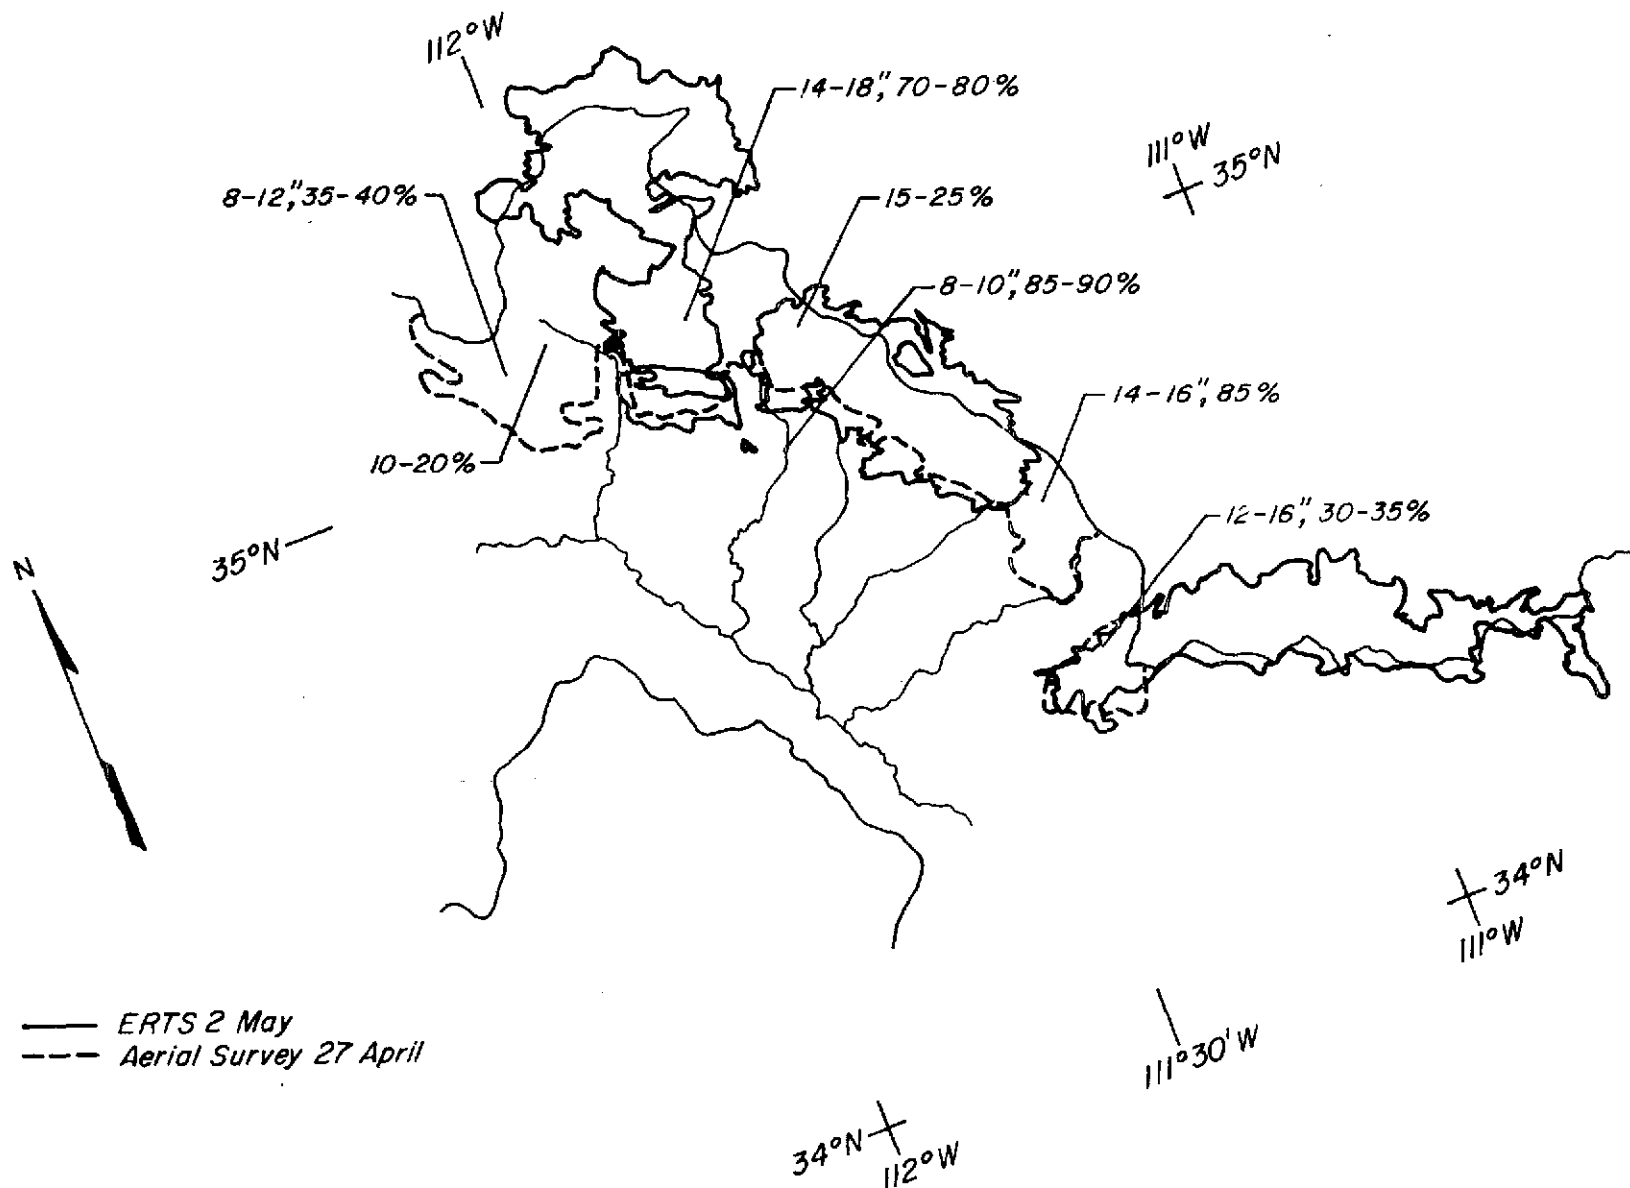 112°W
14-18", 70-80%
111°W
35°N
8-12", 35-40%
15-25%
8-10", 85-90%
14-16", 85%
10-20%
12-16", 30-35%
35°N
N
34°N
111°W
ERTS 2 May
Aerial Survey 27 April
111°30'W
34°N
112°W